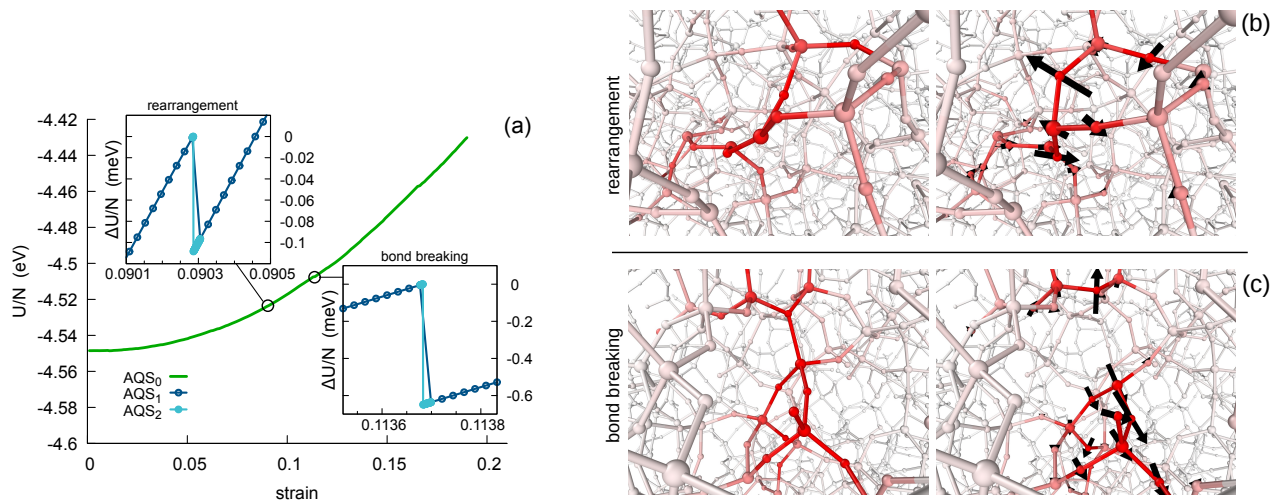 (a)
rearrangement
ΔU/N (meV)
0
-0.02
-0.04
-0.06
-0.08
-0.1
0.0901
0.0903
0.0905
bond breaking
ΔU/N (meV)
0
-0.2
-0.4
-0.6
0.11336
0.11338
U/N (eV)
-4.42
-4.44
-4.46
-4.48
-4.5
-4.52
-4.54
-4.56
-4.58
-4.6
AQS₀
AQS₁
AQS₂
0
0.05
0.1
0.15
0.2
strain
(b)
rearrangement
(c)
bond breaking